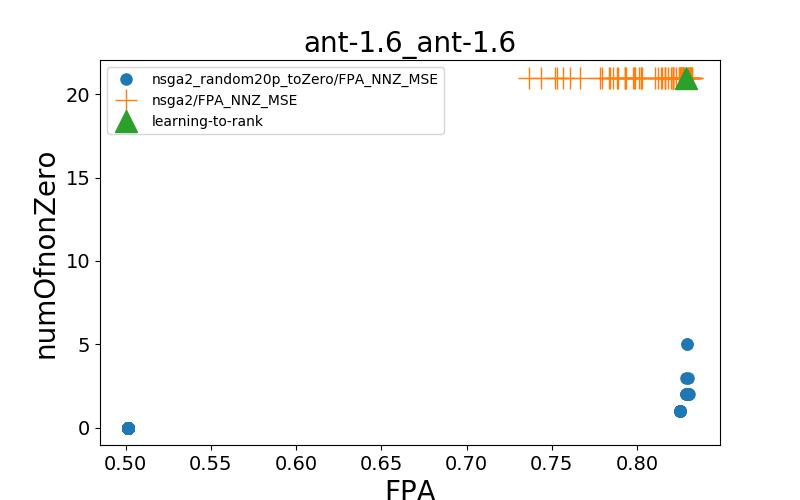 ant-1.6_ant-1.6
nsga2_random20p_toZero/FPA_NNZ_MSE
nsga2/FPA_NNZ_MSE
learning-to-rank
numOfnonZero
20
15
10
5
0
0.50 0.55 0.60 0.65 0.70 0.75 0.80
FPA